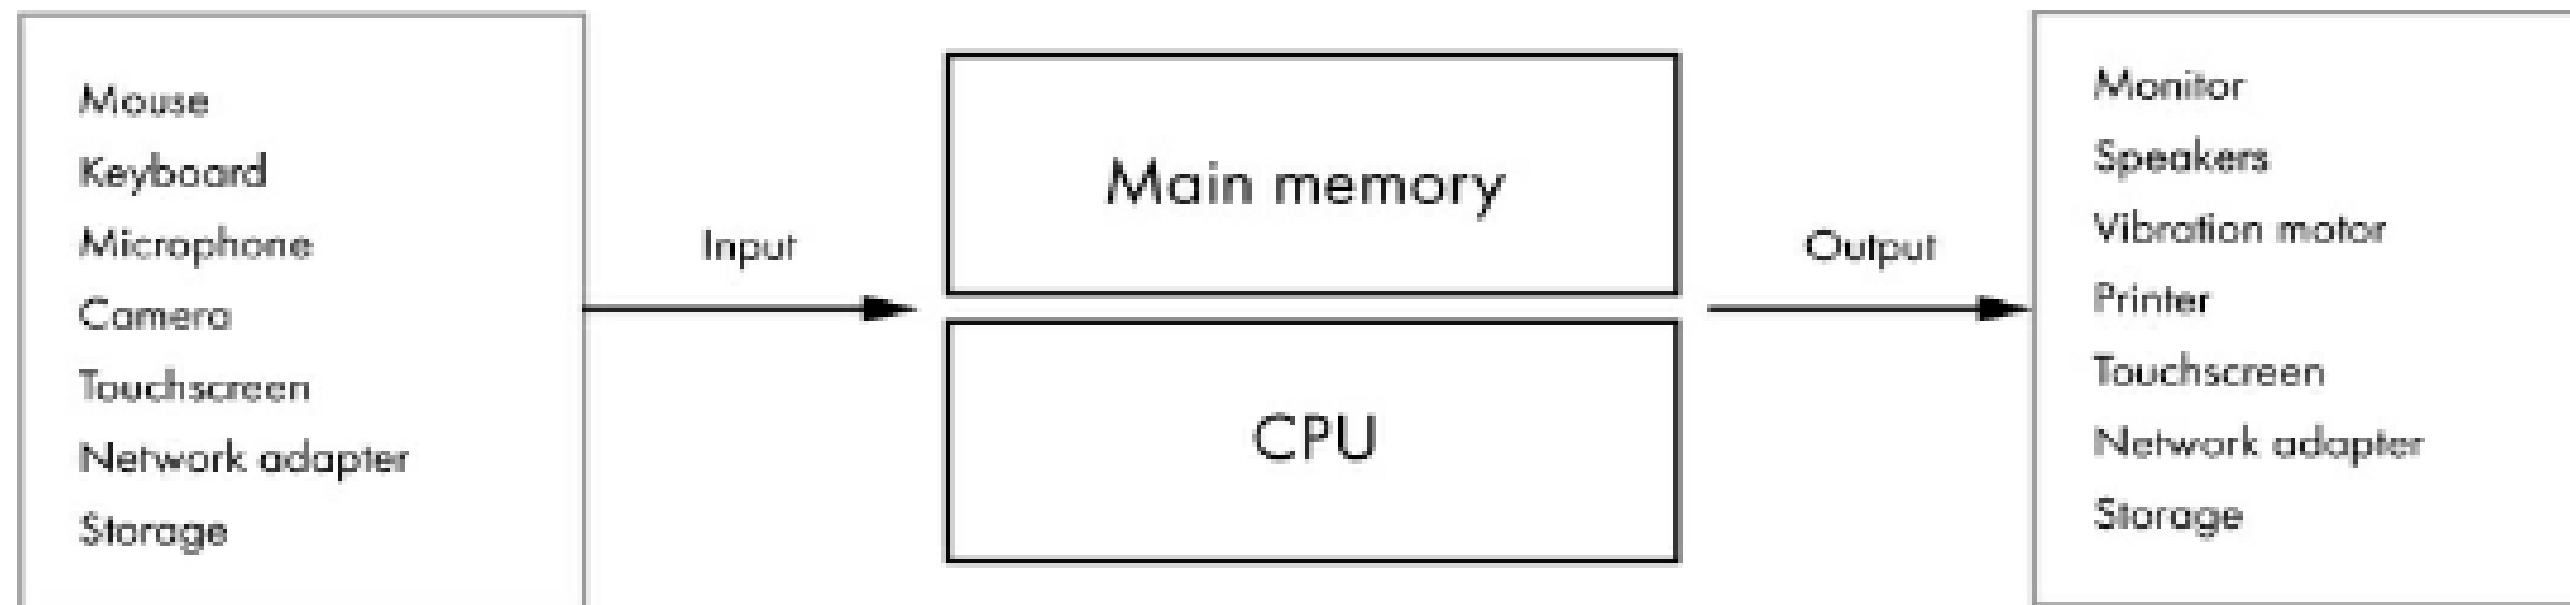 Mouse
Keyboard
Microphone
Camera
Touchscreen
Network adapter
Storage
Input
Main memory
CPU
Output
Monitor
Speakers
Vibration motor
Printer
Touchscreen
Network adapter
Storage